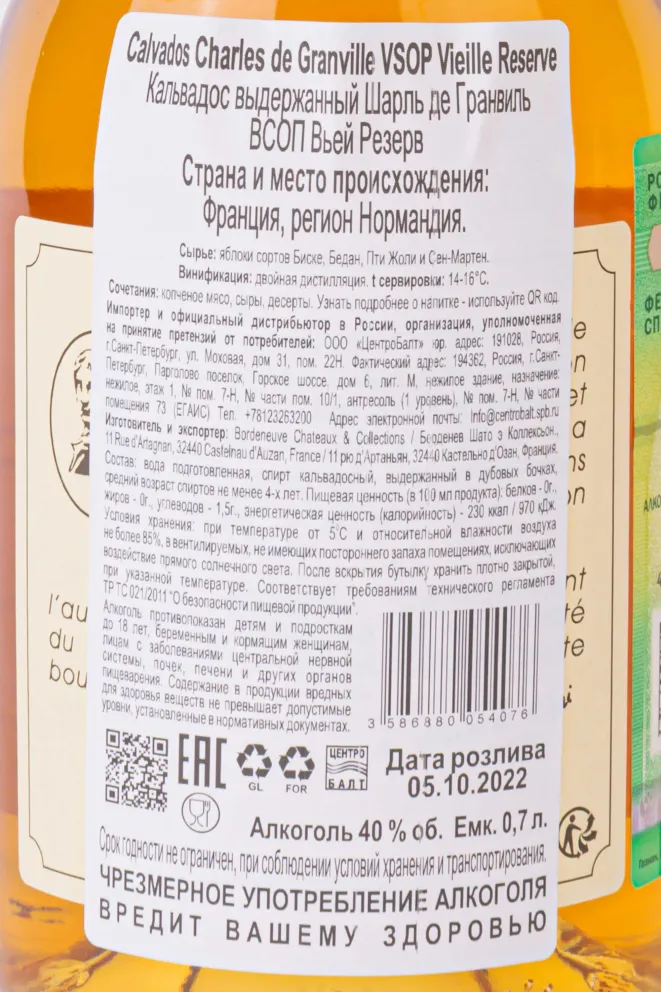 Calvados Charles de Granville VSOP Vieille Reserve
Кальвадос выдержанный Шарль де Гранвиль
ВСОП Вьей Резерв
Страна и место происхождения:
Франция, регион Нормандия.
Сырье: яблоки сортов Биске, Бедан, Пти Жоли и Сен-Мартен.
Винификация: двойная дистилляция. t сервировки: 14-16°С.
Сочетания: копченое мясо, сыры, десерты. Узнать подробнее о напитке - используйте QR код.
Импортер и официальный дистрибьютор в России, организация, уполномоченная
на принятие претензий от потребителей: ООО «ЦентроБалт» юр. адрес: 191028, Россия,
г.Санкт-Петербург, ул. Моховая, дом 31, пом. 22Н. Фактический адрес: 194362, Россия, г.Санкт-
Петербург, Парголово поселок, Горское шоссе. дом 6, лит. М, нежилое здание, назначение:
нежилое, этаж 1, № пом. 7-Н, № части пом. 10/1, антресоль (1 уровень), № пом. 7-Н, № части
помещения 73 (ЕГАИС) Тел. +78123263200 Адрес электронной почты: Info@centrobalt.spb.ru
Изготовитель и экспортер: Bordeneuve Chateaux & Collections / Борденев Шато э Коллексьон.,
11 Rue d'Artagnan, 32440 Castelnau d'Auzan, France / 11 рю д'Артаньян, 32440 Кастельно д'Озан, Франция.
Состав: вода подготовленная, спирт кальвадосный, выдержанный в дубовых бочках,
средний возраст спиртов не менее 4-х лет. Пищевая ценность (в 100 мл продукта): белков - 0г.,
жиров - 0г., углеводов - 1,5г., энергетическая ценность (калорийность) - 230 ккал / 970 кДж.
Условия хранения: при температуре от 5°С и относительной влажности воздуха
не более 85%, в вентилируемых, не имеющих постороннего запаха помещениях, исключающих
воздействие прямого солнечного света. После вскрытия бутылку хранить плотно закрытой,
при указанной температуре. Соответствует требованиям технического регламента
ТР ТС 021/2011 "О безопасности пищевой продукции".
Алкоголь противопоказан детям и подросткам
до 18 лет, беременным и кормящим женщинам,
лицам с заболеваниями центральной нервной
системы, почек, печени и других органов
пищеварения. Содержание в продукции вредных
для здоровья веществ не превышает допустимые
уровни, установленные в нормативных документах.
3 586880 054076
EAC
GL
FOR
ЦЕНТРО
БАЛТ
Дата розлива
05.10.2022
Алкоголь 40 % об. Емк. 0,7 л.
Срок годности не ограничен, при соблюдении условий хранения и транспортирования.
ЧРЕЗМЕРНОЕ УПОТРЕБЛЕНИЕ АЛКОГОЛЯ
ВРЕДИТ ВАШЕМУ ЗДОРОВЬЮ
l'au
du
bou